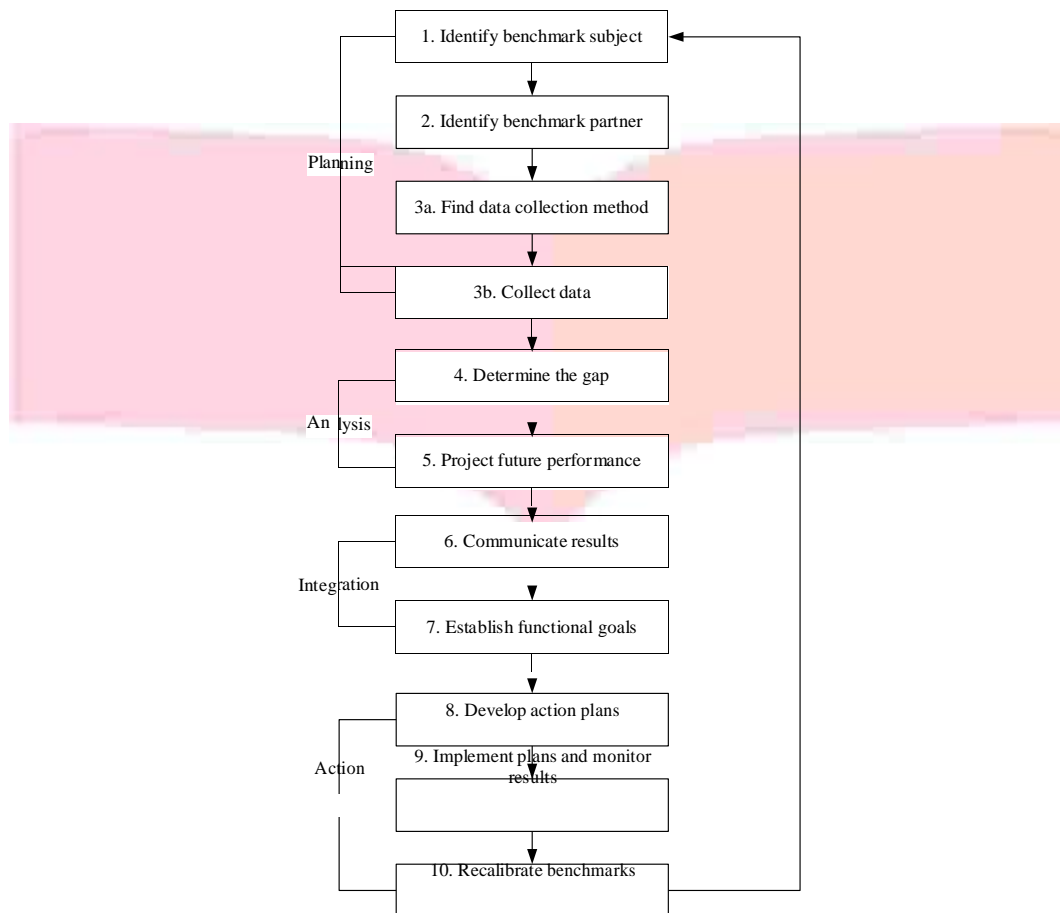 1. Identify benchmark subject
2. Identify benchmark partner
Planning
3a. Find data collection method
3b. Collect data
4. Determine the gap
An lysis
5. Project future performance
6. Communicate results
Integration
7. Establish functional goals
8. Develop action plans
9. Implement plans and monitor
results
Action
10. Recalibrate benchmarks